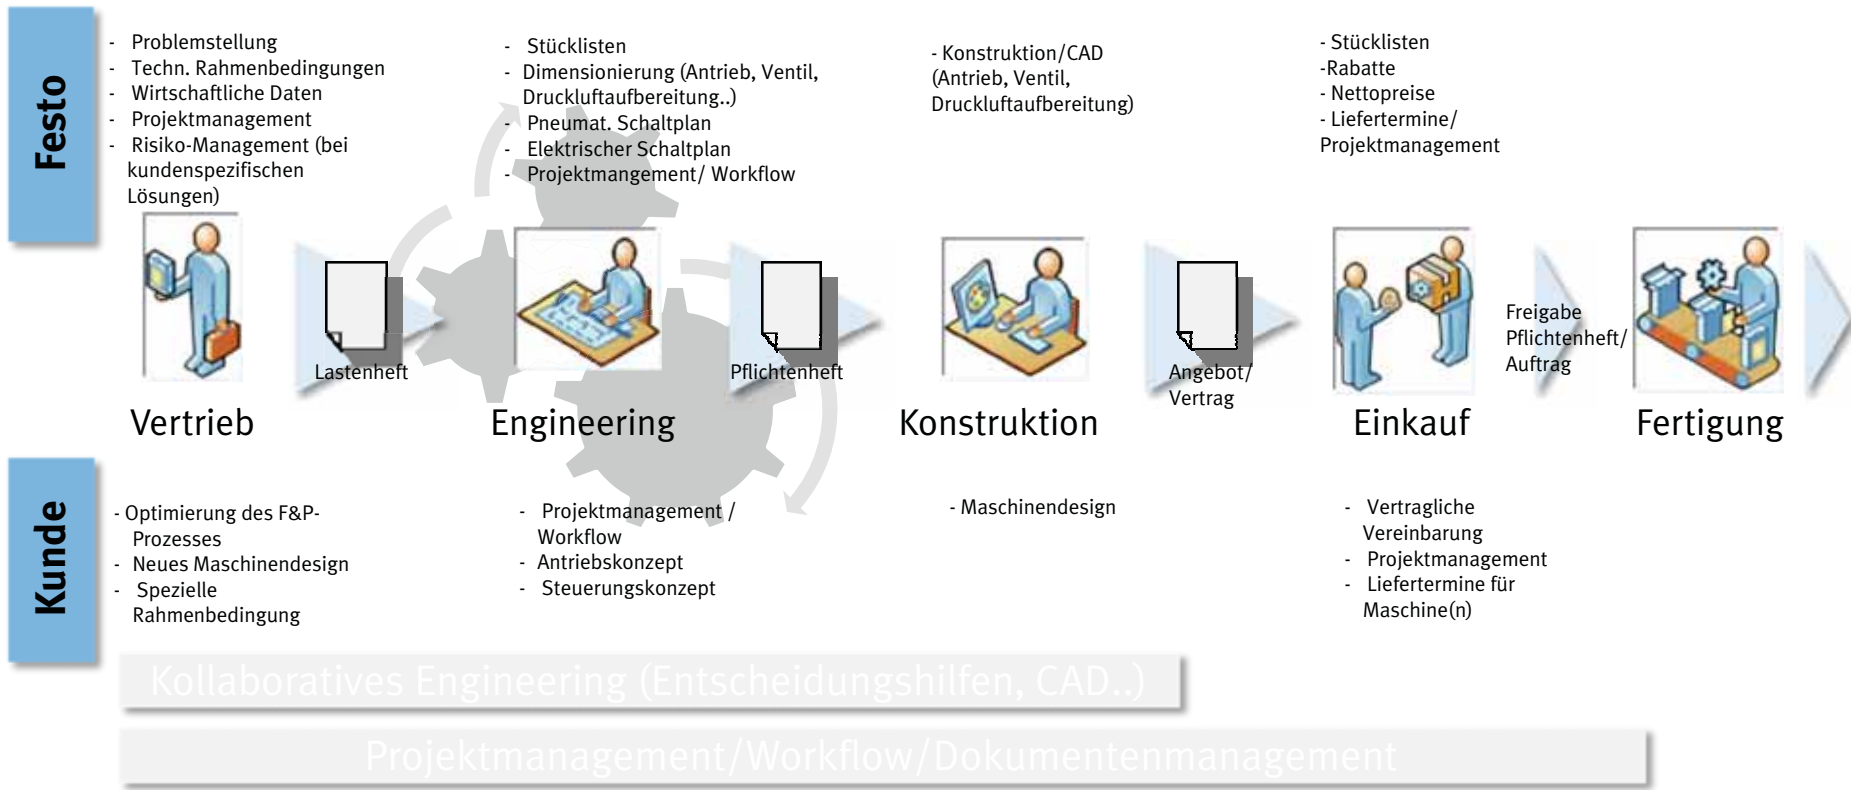 Festo
- Problemstellung
- Techn. Rahmenbedingungen
- Wirtschaftliche Daten
- Projektmanagement
- Risiko-Management (bei
kundenspezifischen
Lösungen)
- Stücklisten
- Dimensionierung (Antrieb, Ventil,
Druckluftaufbereitung..)
- Pneumat. Schaltplan
- Elektrischer Schaltplan
- Projektmangement/ Workflow
- Konstruktion/CAD
(Antrieb, Ventil,
Druckluftaufbereitung)
- Stücklisten
-Rabatte
- Nettopreise
- Liefertermine/
Projektmanagement
Lastenheft
Pflichtenheft
Angebot/
Vertrag
Freigabe
Pflichtenheft/
Auftrag
Vertrieb
Engineering
Konstruktion
Einkauf
Fertigung
Kunde
- Optimierung des F&P-
Prozesses
- Neues Maschinendesign
- Spezielle
Rahmenbedingung
- Projektmanagement /
Workflow
- Antriebskonzept
- Steuerungskonzept
- Maschinendesign
- Vertragliche
Vereinbarung
- Projektmanagement
- Liefertermine für
Maschine(n)
Kollaboratives Engineering (Entscheidungshilfen, CAD..)
Projektmanagement/Workflow/Dokumentenmanagement